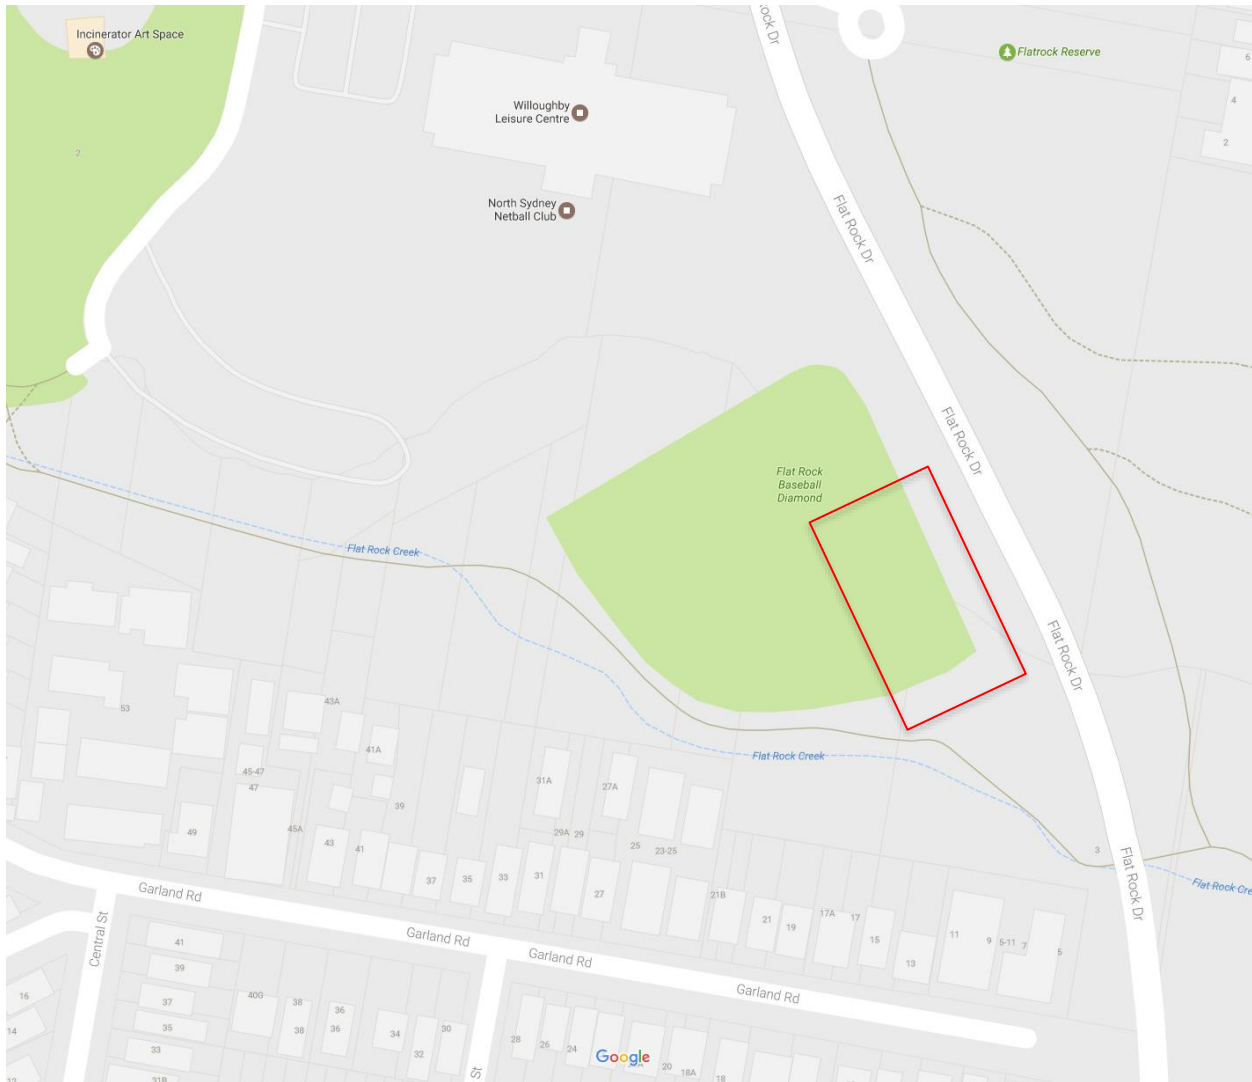 Incinerator Art Space
2
Rock Dr
Flatrock Reserve
6
4
2
Willoughby
Leisure Centre
North Sydney
Netball Club
Flat Rock Dr
Flat Rock Dr
Flat Rock
Baseball
Diamond
Flat Rock Creek
Flat Rock Dr
53
43A
41A
45-47
47
39
31A
27A
Flat Rock Creek
49
45A
43
41
37
35
33
31
29A
29
27
25
23-25
21B
21
19
17A
17
15
13
11
9
5-11
7
5
3
Flat Rock Dr
Flat Rock Cre
Garland Rd
Garland Rd
Garland Rd
Garland Rd
Central St
41
39
37
35
33
31B
16
14
40G
38
38
36
36
34
32
30
St
28
26
24
Google
20
18A
18